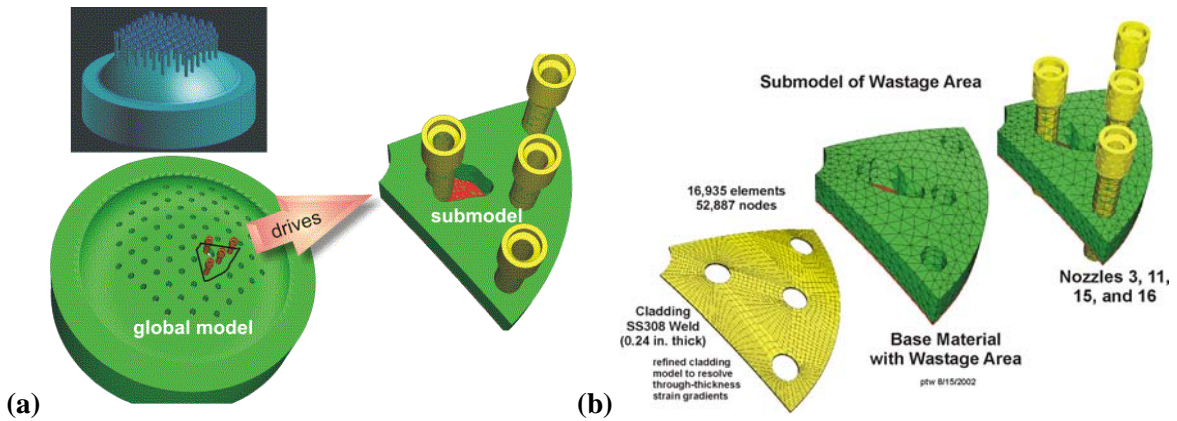 drives
submodel
global model
(a)
Submodel of Wastage Area
16,935 elements
52,887 nodes
Cladding
SS308 Weld
(0.24 in. thick)
refined cladding
model to resolve
through-thickness
strain gradients
Base Material
with Wastage Area
ptw 8/15/2002
Nozzles 3, 11,
15, and 16
(b)